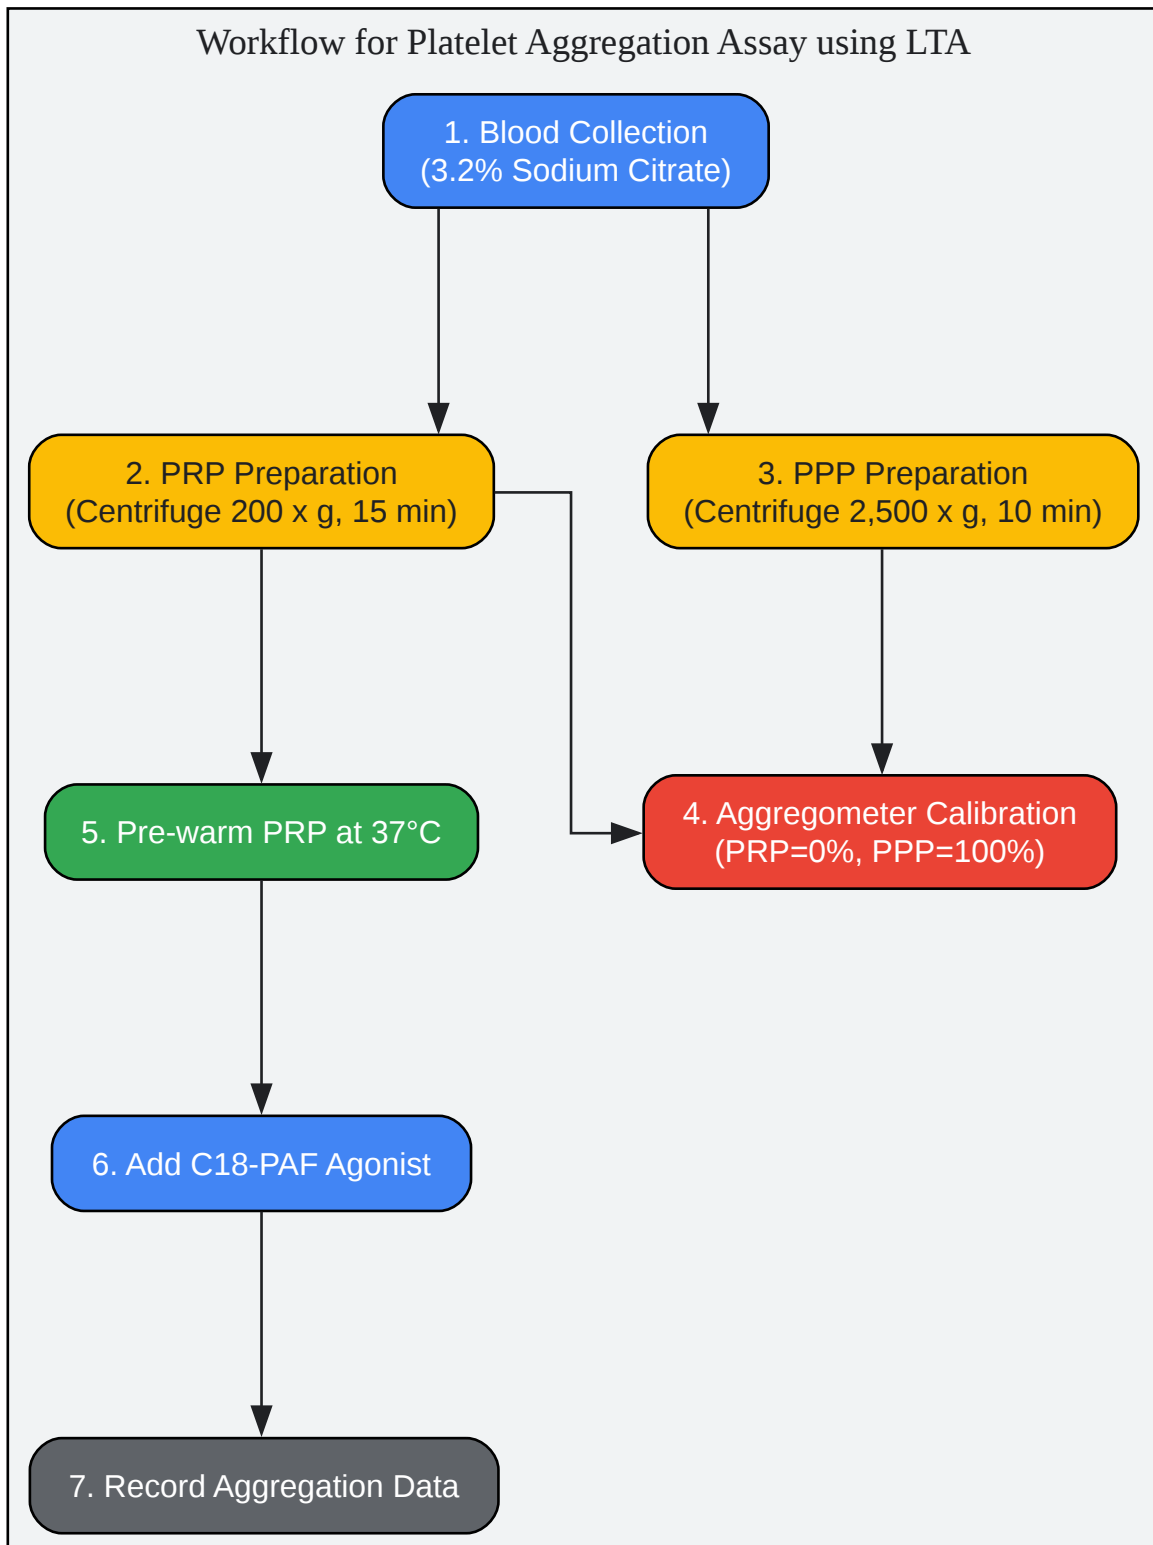 Workflow for Platelet Aggregation Assay using LTA
1. Blood Collection
(3.2% Sodium Citrate)
2. PRP Preparation
(Centrifuge 200 x g, 15 min)
3. PPP Preparation
(Centrifuge 2,500 x g, 10 min)
4. Aggregometer Calibration
(PRP=0%, PPP=100%)
5. Pre-warm PRP at 37°C
6. Add C18-PAF Agonist
7. Record Aggregation Data